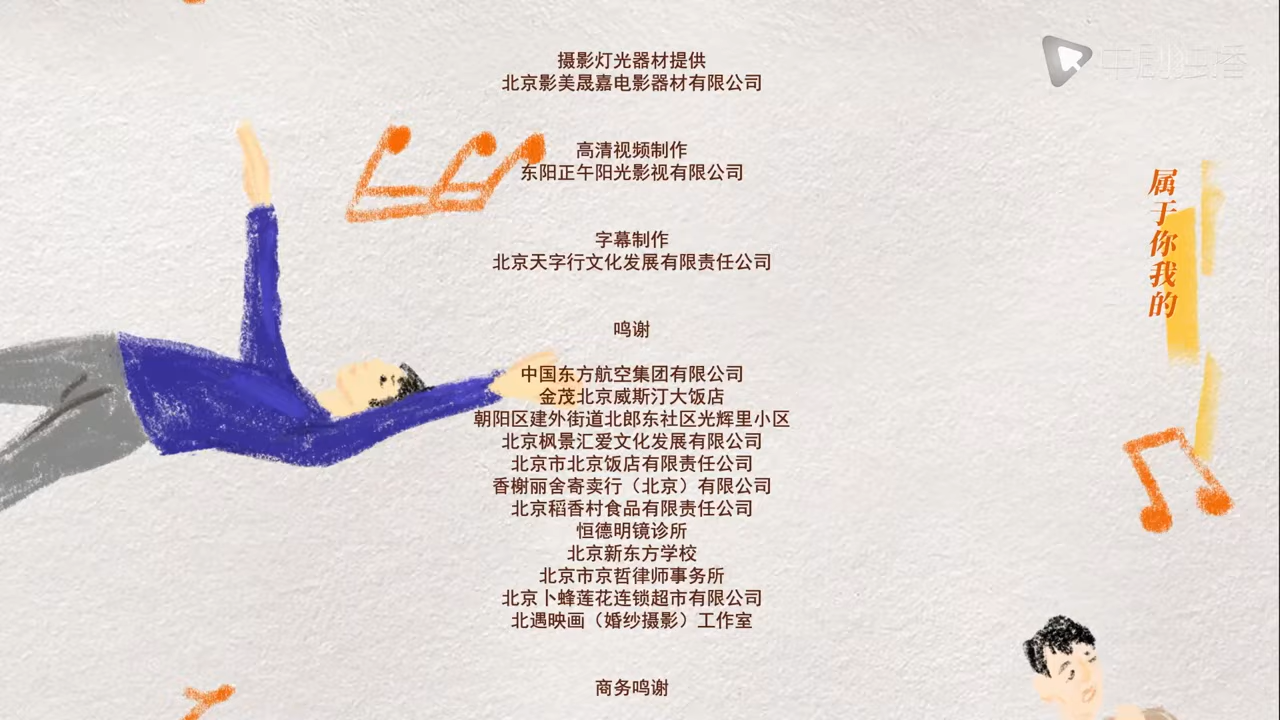 摄影灯光器材提供
北京影美晟嘉电影器材有限公司
高清视频制作
东阳正午阳光影视有限公司
字幕制作
北京天字行文化发展有限责任公司
鸣谢
中国东方航空集团有限公司
金茂北京威斯汀大饭店
朝阳区建外街道北郎东社区光辉里小区
北京枫景汇爱文化发展有限公司
北京市北京饭店有限责任公司
香榭丽舍寄卖行（北京）有限公司
北京稻香村食品有限责任公司
恒德明镜诊所
北京新东方学校
北京市京哲律师事务所
北京卜蜂莲花连锁超市有限公司
北遇映画（婚纱摄影）工作室
商务鸣谢
属于你我的